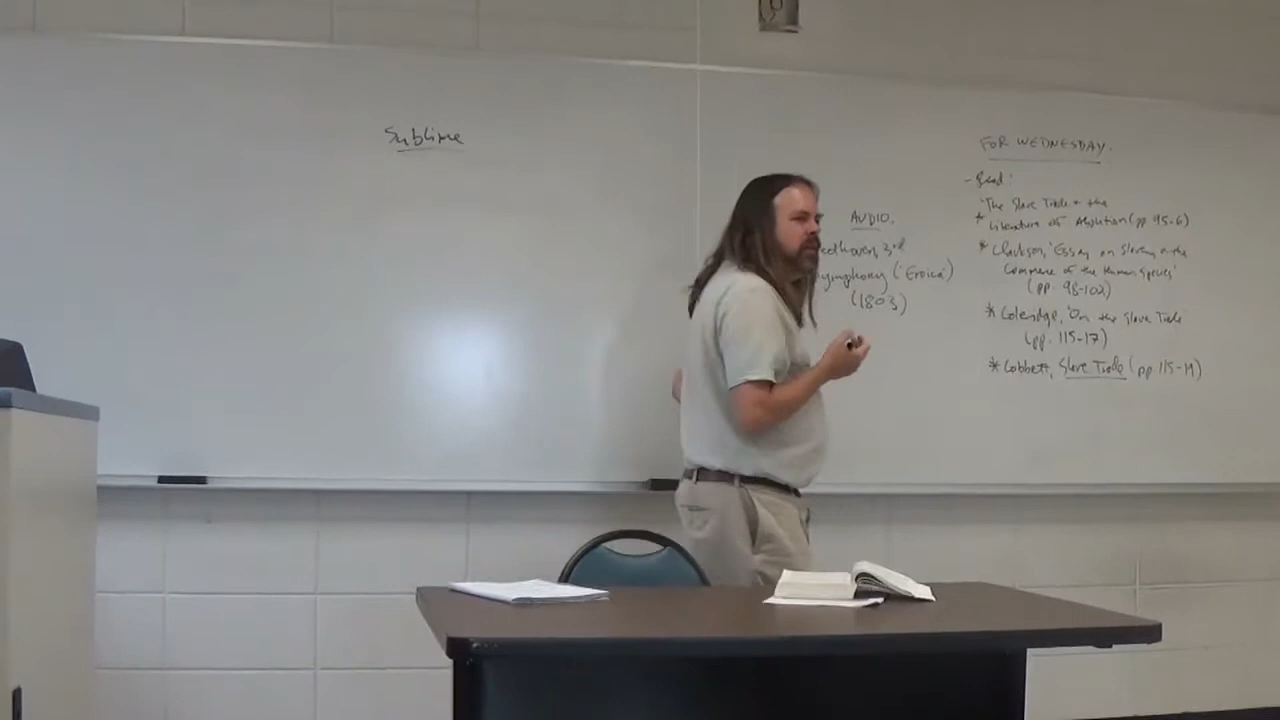 Sublime
AUDIO.
Beethoven, 3rd
Symphony ('Eroica')
(1803)
FOR WEDNESDAY.
- Read:
* 'The Slave Trade & the
Literature of Abolition (pp 95-6)
* Clarkson, 'Essay on Slavery & the
Commerce of the Human Species'
(pp. 98-102)
* Coleridge, 'On the Slave Trade
(pp. 115-17)
* Cobbett, Slave Trade (pp 115-19)